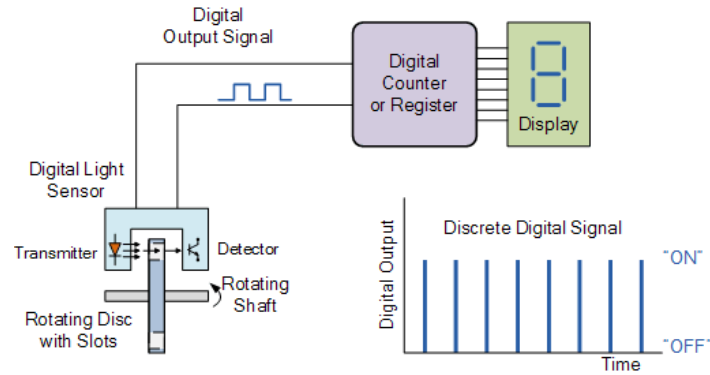 Digital
Output Signal
Digital
Counter
or Register
Display
Digital Light
Sensor
Transmitter
Detector
Rotating
Shaft
Rotating Disc
with Slots
Discrete Digital Signal
Digital Output
"ON"
"OFF"
Time